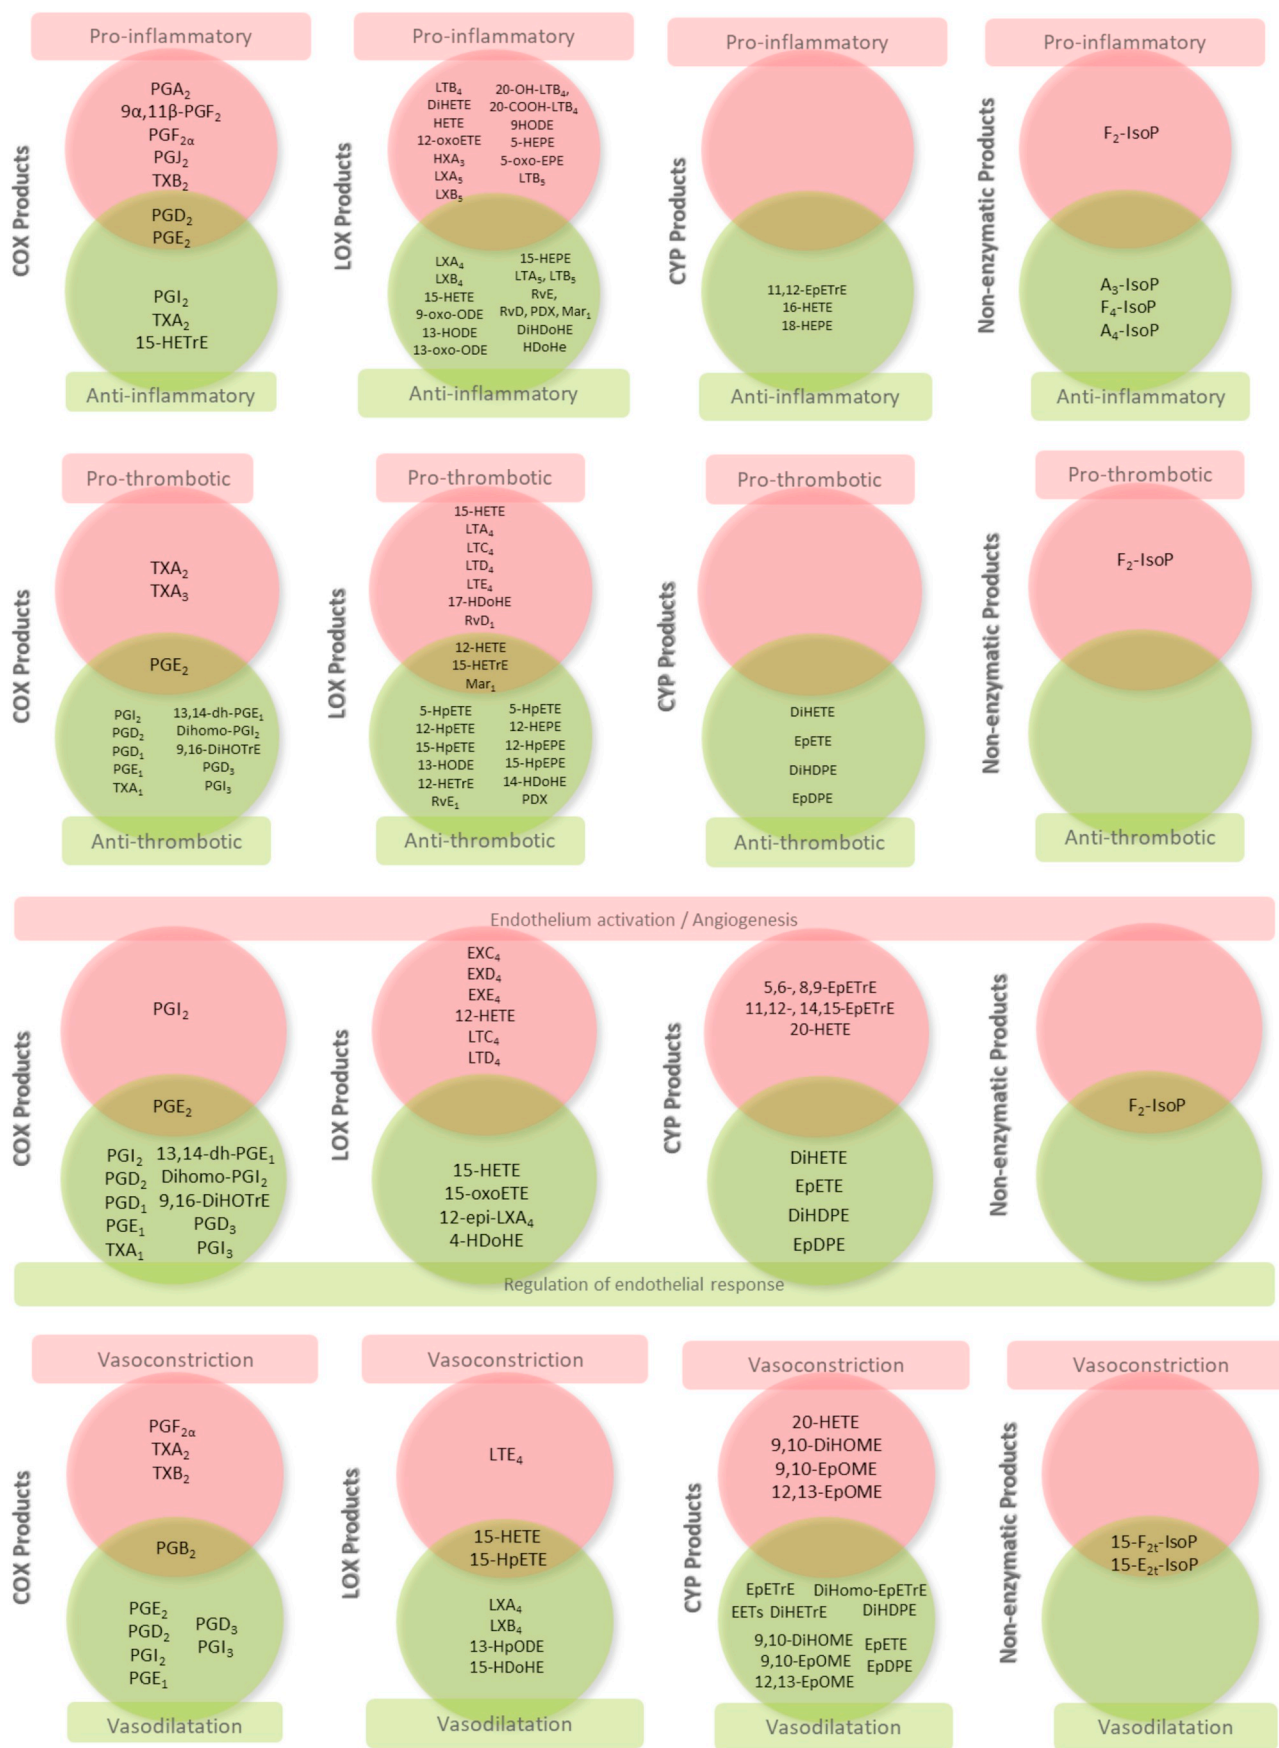 Pro-inflammatory
COX Products
PGA₂
9α,11β-PGF₂
PGF₂α
PGJ₂
TXB₂
PGD₂
PGE₂
PGI₂
TXA₂
15-HETrE
Anti-inflammatory
Pro-inflammatory
LOX Products
LTB₄
DiHETE
HETE
12-oxoETE
HXA₃
LXA₅
LXB₅
20-OH-LTB₄,
20-COOH-LTB₄
9HODE
5-HEPE
5-oxo-EPE
LTB₅
LXA₄
LXB₄
15-HETE
9-oxo-ODE
13-HODE
13-oxo-ODE
15-HEPE
LTA₅, LTB₅
RvE,
RvD, PDX, Mar₁
DiHDoHE
HDoHe
Anti-inflammatory
Pro-inflammatory
CYP Products
11,12-EpETrE
16-HETE
18-HEPE
Anti-inflammatory
Pro-inflammatory
Non-enzymatic Products
F₂-IsoP
A₃-IsoP
F₄-IsoP
A₄-IsoP
Anti-inflammatory
Pro-thrombotic
COX Products
TXA₂
TXA₃
PGE₂
PGI₂
PGD₂
PGD₁
PGE₁
TXA₁
13,14-dh-PGE₁
Dihomo-PGI₂
9,16-DiHOTrE
PGD₃
PGI₃
Anti-thrombotic
Pro-thrombotic
LOX Products
15-HETE
LTA₄
LTC₄
LTD₄
LTE₄
17-HDoHE
RvD₁
12-HETE
15-HETrE
Mar₁
5-HpETE
12-HpETE
15-HpETE
13-HODE
12-HETrE
RvE₁
5-HpETE
12-HEPE
12-HpEPE
15-HpEPE
14-HDoHE
PDX
Anti-thrombotic
Pro-thrombotic
CYP Products
DiHETE
EpETE
DiHDPE
EpDPE
Anti-thrombotic
Pro-thrombotic
Non-enzymatic Products
F₂-IsoP
Anti-thrombotic
Endothelium activation / Angiogenesis
COX Products
PGI₂
PGE₂
PGI₂
PGD₂
PGD₁
PGE₁
TXA₁
13,14-dh-PGE₁
Dihomo-PGI₂
9,16-DiHOTrE
PGD₃
PGI₃
LOX Products
EXC₄
EXD₄
EXE₄
12-HETE
LTC₄
LTD₄
15-HETE
15-oxoETE
12-epi-LXA₄
4-HDoHE
CYP Products
5,6-, 8,9-EpETrE
11,12-, 14,15-EpETrE
20-HETE
DiHETE
EpETE
DiHDPE
EpDPE
Non-enzymatic Products
F₂-IsoP
Regulation of endothelial response
Vasoconstriction
COX Products
PGF₂α
TXA₂
TXB₂
PGB₂
PGE₂
PGD₂
PGI₂
PGE₁
PGD₃
PGI₃
Vasodilatation
Vasoconstriction
LOX Products
LTE₄
15-HETE
15-HpETE
LXA₄
LXB₄
13-HpODE
15-HDoHE
Vasodilatation
Vasoconstriction
CYP Products
20-HETE
9,10-DiHOME
9,10-EpOME
12,13-EpOME
EpETrE DiHomo-EpETrE
EETs DiHETrE DiHDPE
9,10-DiHOME EpETE
9,10-EpOME EpDPE
12,13-EpOME
Vasodilatation
Vasoconstriction
Non-enzymatic Products
15-F₂t-IsoP
15-E₂t-IsoP
Vasodilatation